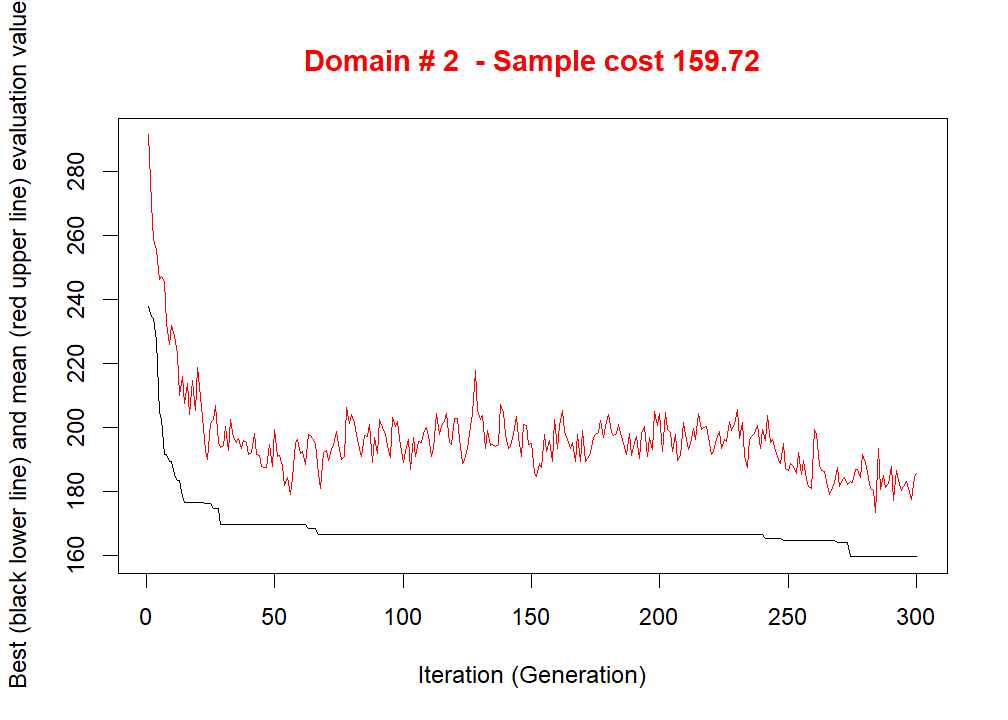 Domain # 2  - Sample cost 159.72
Best (black lower line) and mean (red upper line) evaluation value
280
260
240
220
200
180
160
0 50 100 150 200 250 300
Iteration (Generation)